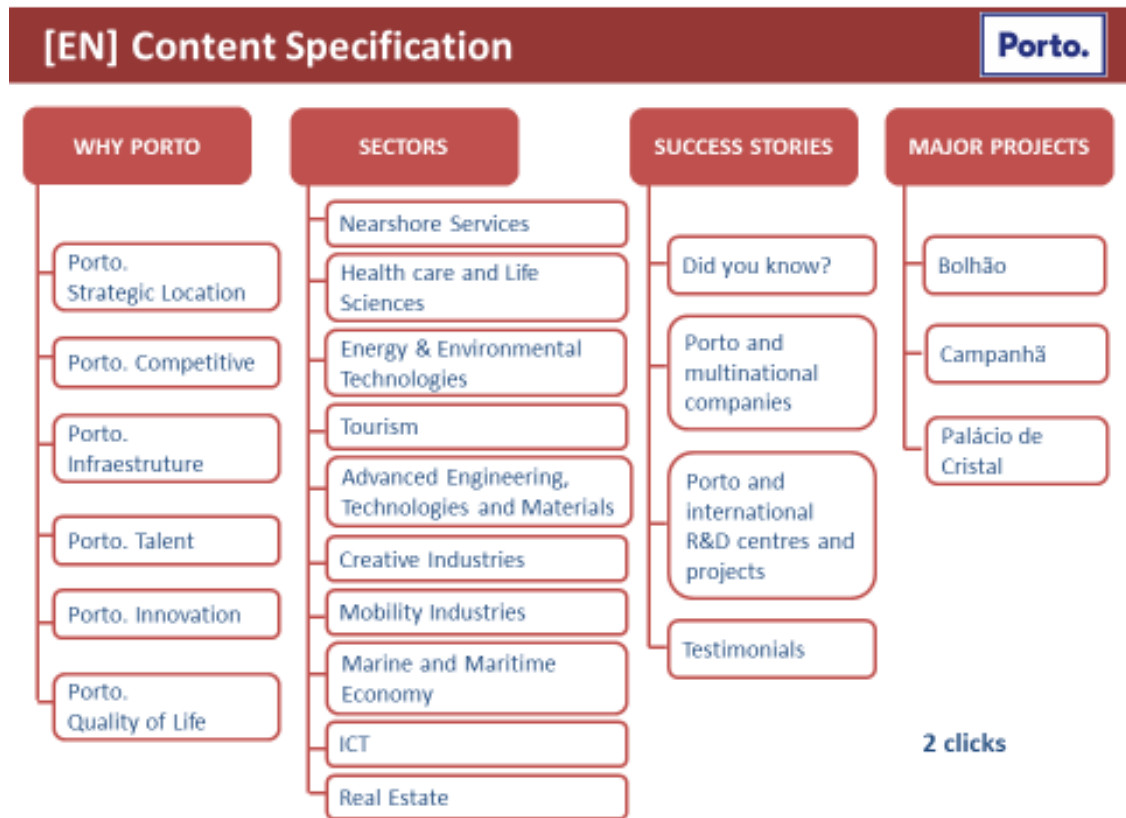 [EN] Content Specification
Porto.
WHY PORTO
Porto.
Strategic Location
Porto. Competitive
Porto.
Infraestruture
Porto. Talent
Porto. Innovation
Porto.
Quality of Life
SECTORS
Nearshore Services
Health care and Life
Sciences
Energy & Environmental
Technologies
Tourism
Advanced Engineering,
Technologies and Materials
Creative Industries
Mobility Industries
Marine and Maritime
Economy
ICT
Real Estate
SUCCESS STORIES
Did you know?
Porto and
multinational
companies
Porto and
international
R&D centres and
projects
Testimonials
MAJOR PROJECTS
Bolhão
Campanhã
Palácio de
Cristal
2 clicks